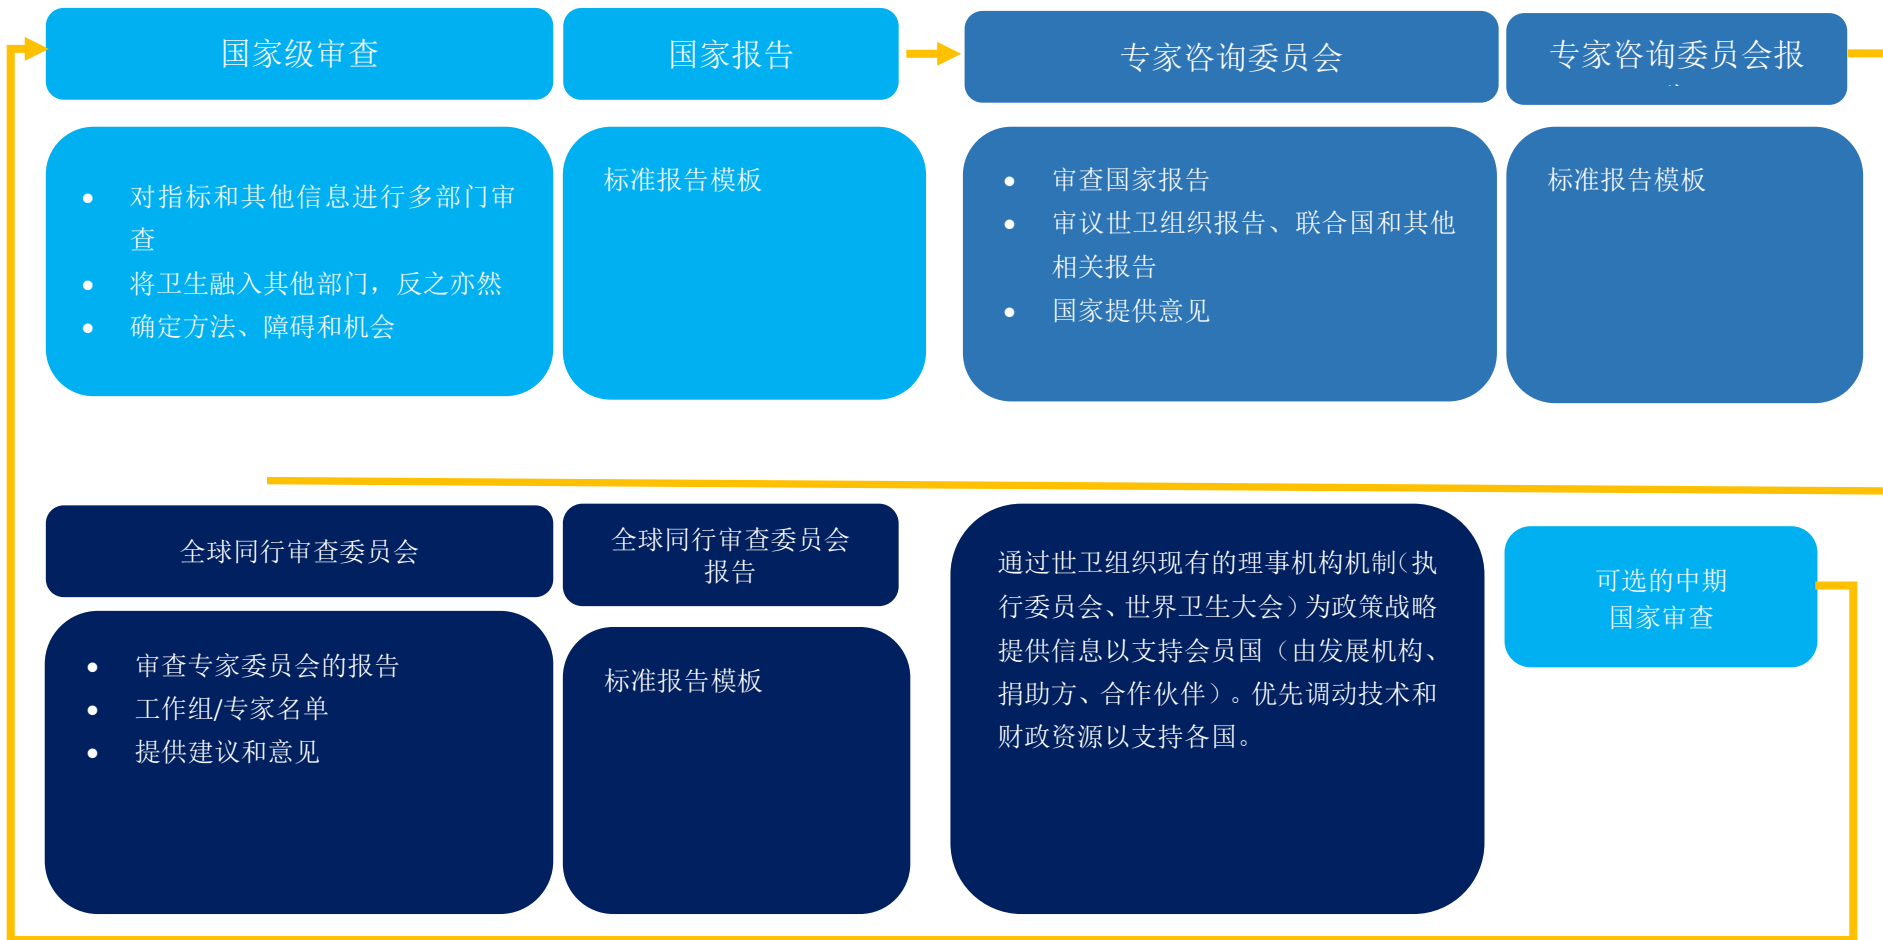 国家级审查
国家报告
专家咨询委员会
专家咨询委员会报
• 对指标和其他信息进行多部门审
查
• 将卫生融入其他部门，反之亦然
• 确定方法、障碍和机会
标准报告模板
• 审查国家报告
• 审议世卫组织报告、联合国和其他
相关报告
• 国家提供意见
标准报告模板
全球同行审查委员会
全球同行审查委员会
报告
• 审查专家委员会的报告
• 工作组/专家名单
• 提供建议和意见
标准报告模板
通过世卫组织现有的理事机构机制（执
行委员会、世界卫生大会）为政策战略
提供信息以支持会员国（由发展机构、
捐助方、合作伙伴）。优先调动技术和
财政资源以支持各国。
可选的中期
国家审查